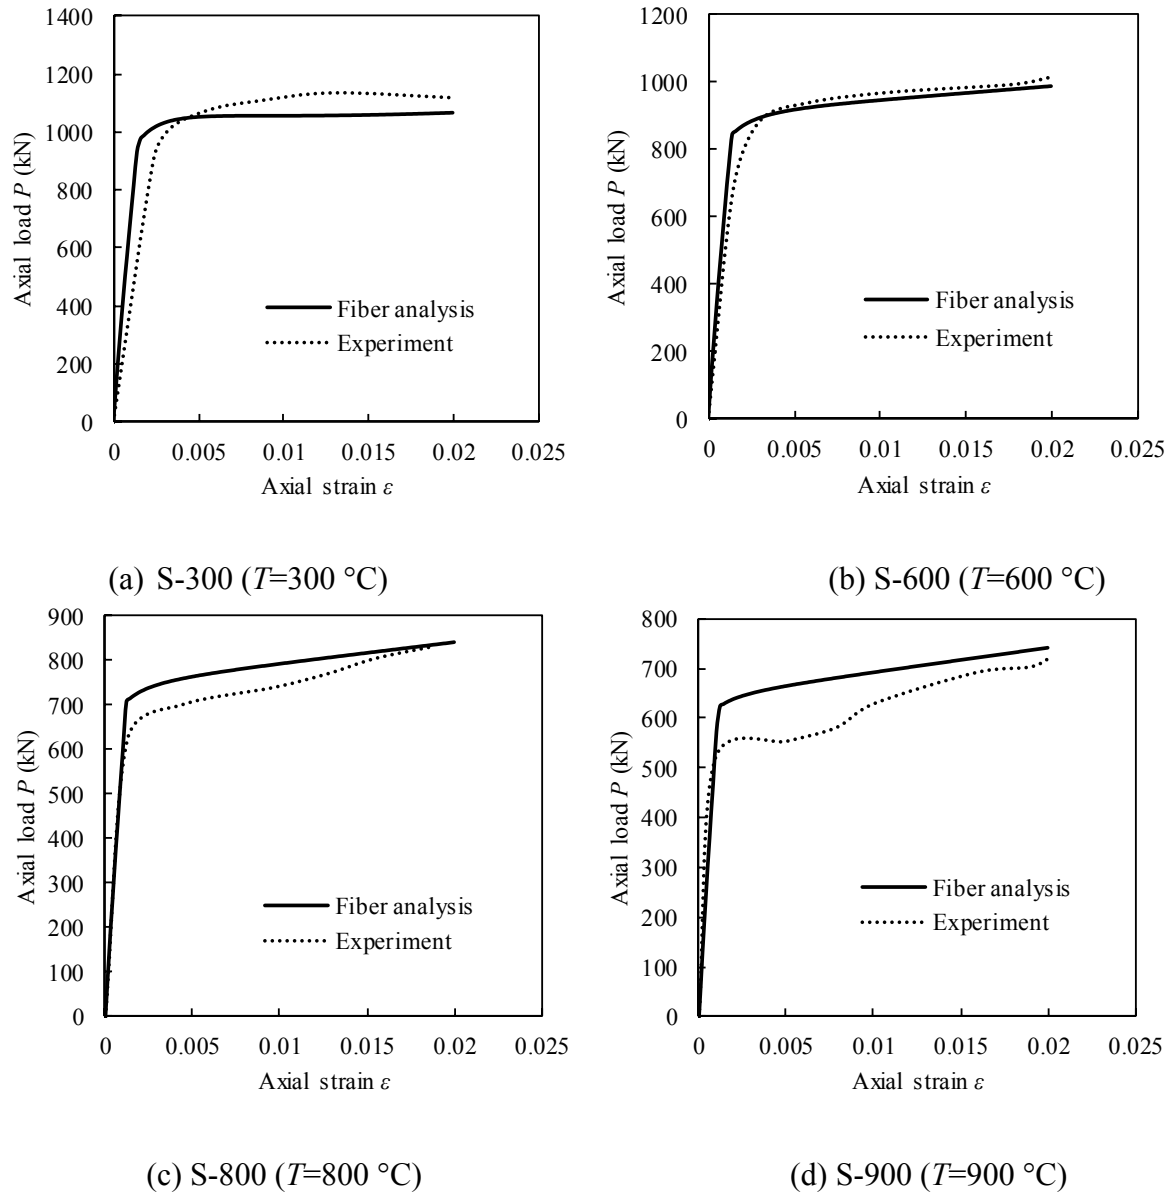 1400
1200
1000
800
600
400
200
0
Axial load P (kN)
Fiber analysis
Experiment
0 0.005 0.01 0.015 0.02 0.025
Axial strain ε
(a) S-300 (T=300 °C)
1200
1000
800
600
400
200
0
Axial load P (kN)
Fiber analysis
Experiment
0 0.005 0.01 0.015 0.02 0.025
Axial strain ε
(b) S-600 (T=600 °C)
900
800
700
600
500
400
300
200
100
0
Axial load P (kN)
Fiber analysis
Experiment
0 0.005 0.01 0.015 0.02 0.025
Axial strain ε
(c) S-800 (T=800 °C)
800
700
600
500
400
300
200
100
0
Axial load P (kN)
Fiber analysis
Experiment
0 0.005 0.01 0.015 0.02 0.025
Axial strain ε
(d) S-900 (T=900 °C)